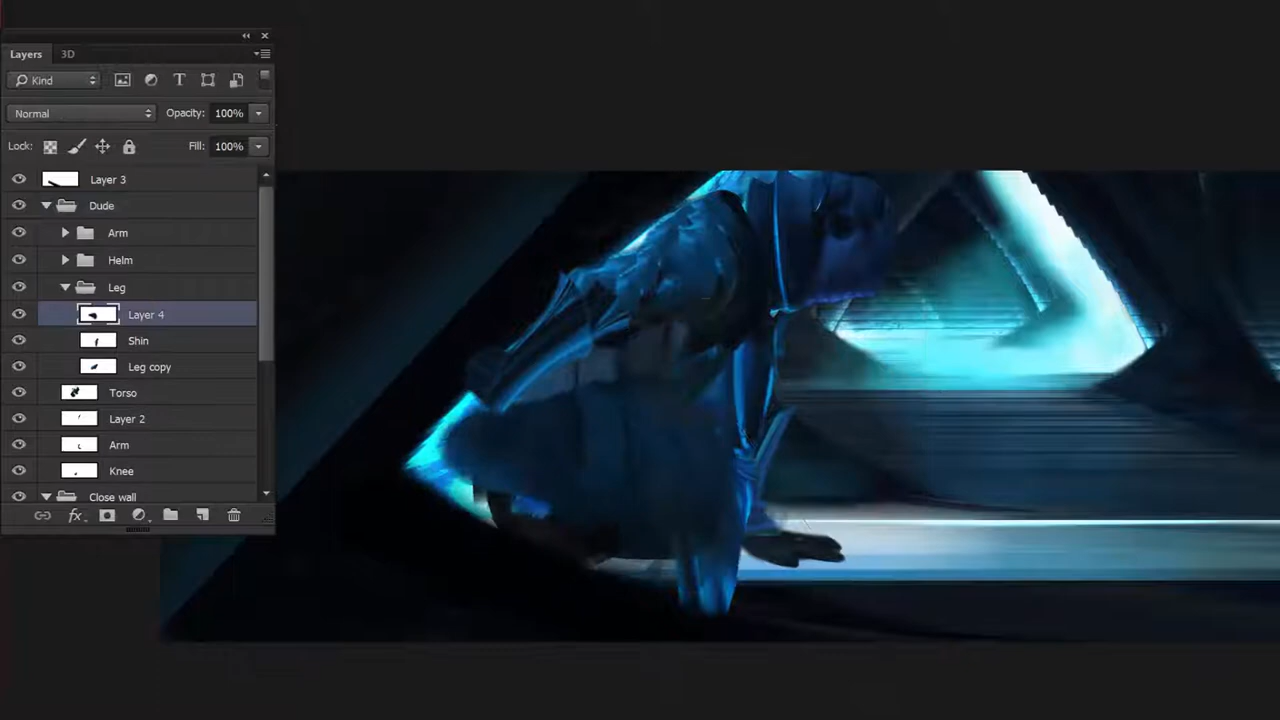 Layers 3D
Kind
Normal Opacity: 100%
Lock: Fill: 100%
Layer 3
Dude
Arm
Helm
Leg
Layer 4
Shin
Leg copy
Torso
Layer 2
Arm
Knee
Close wall